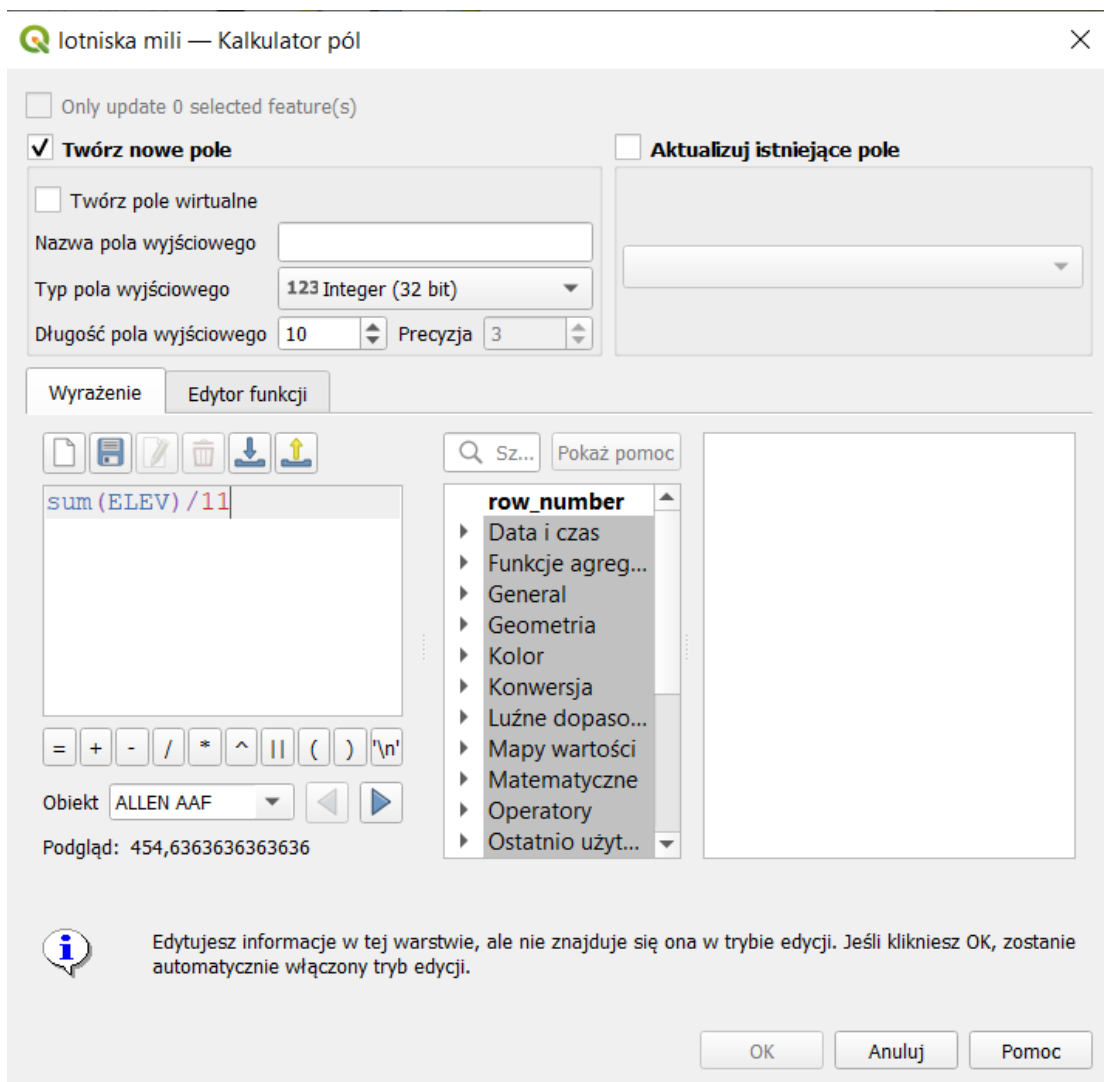 lotniska mili — Kalkulator pól
Only update 0 selected feature(s)
Twórz nowe pole
Aktualizuj istniejące pole
Twórz pole wirtualne
Nazwa pola wyjściowego
Typ pola wyjściowego 123 Integer (32 bit)
Długość pola wyjściowego 10 Precyzja 3
Wyrażenie Edytor funkcji
Sz... Pokaż pomoc
sum(ELEV)/11
row_number
Data i czas
Funkcje agreg...
General
Geometria
Kolor
Konwersja
Luźne dopaso...
Mapy wartości
Matematyczne
Operatory
Ostatnio użyt...
= + - / * ^ || ( ) '\n'
Obiekt ALLEN AAF
Podgląd: 454,6363636363636
Edytujesz informacje w tej warstwie, ale nie znajduje się ona w trybie edycji. Jeśli klikniesz OK, zostanie
automatycznie włączony tryb edycji.
OK Anuluj Pomoc